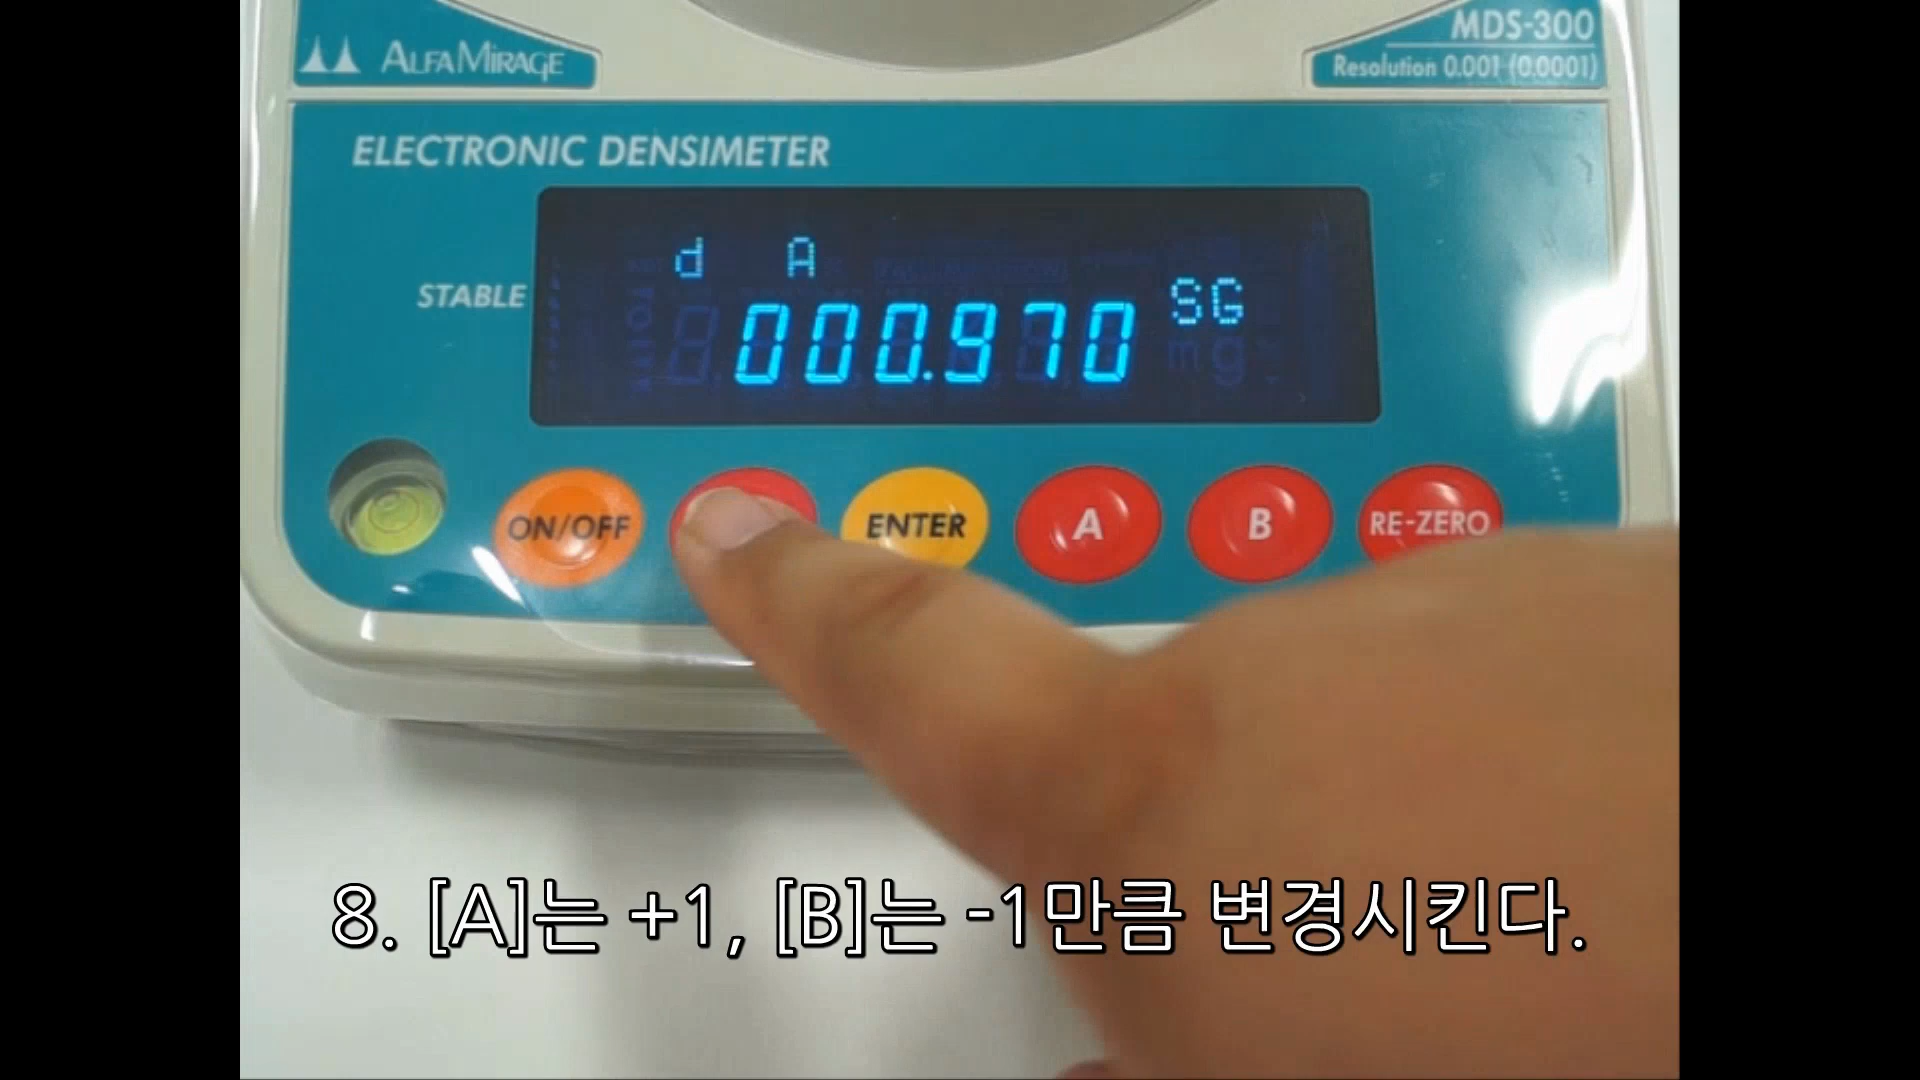 ALFAMIRAGE
MDS-300
Resolution 0.001 (0.0001)
ELECTRONIC DENSIMETER
d A
STABLE
000.970 SG
mg
ON/OFF
ENTER
A
B
RE-ZERO
8. [A]는 +1, [B]는 -1만큼 변경시킨다.